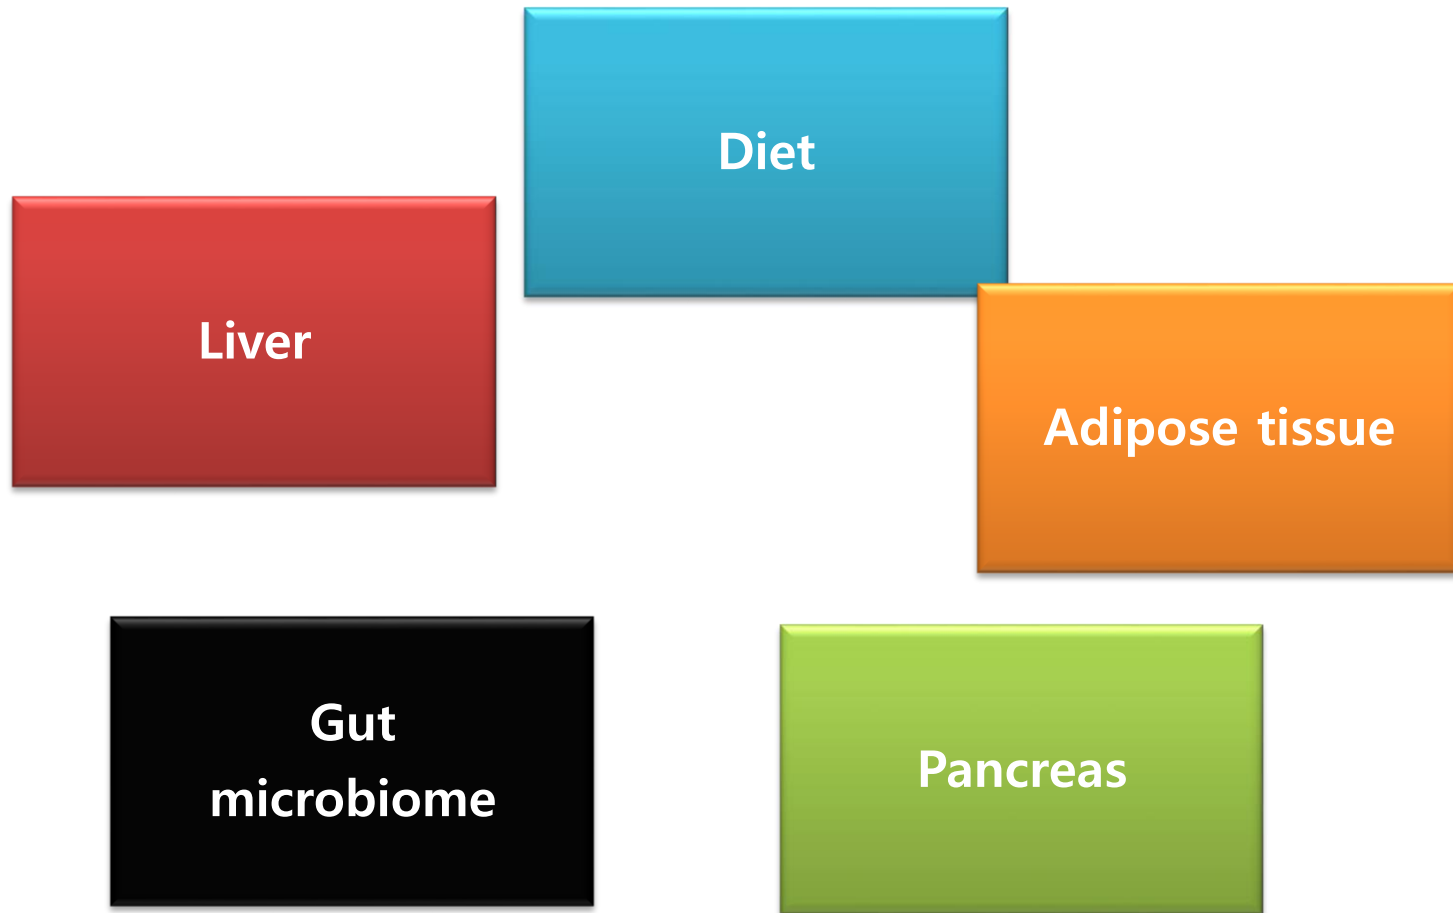 Diet
Liver
Adipose tissue
Gut
microbiome
Pancreas